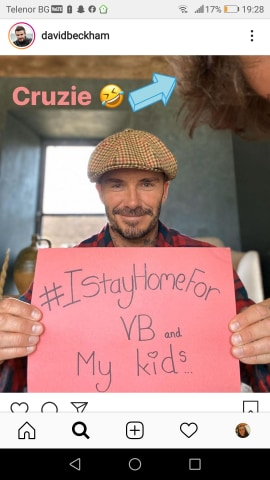 Telenor BG
17% 19:28
davidbeckham
Cruzie 🤣
#IStayHomeFor
VB and
My kids...